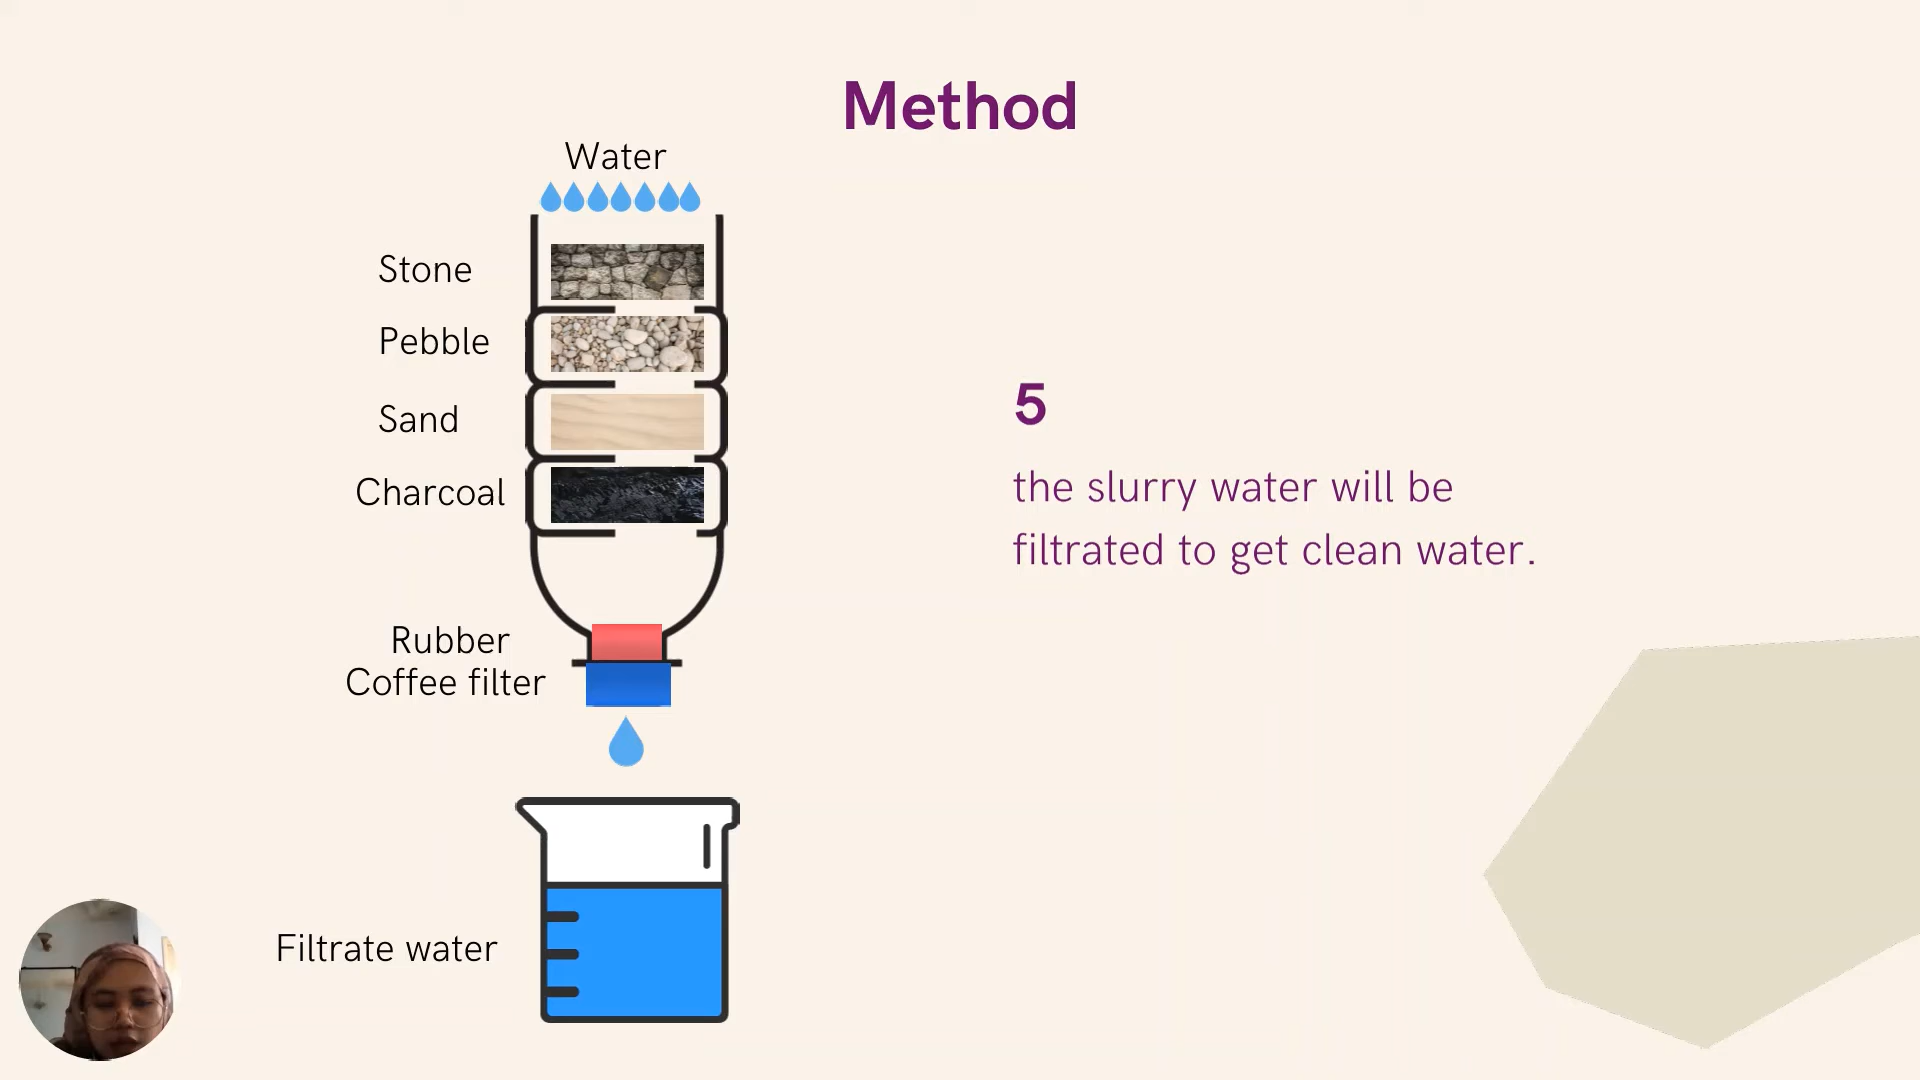 Method
Water
Stone
Pebble
Sand
Charcoal
Rubber
Coffee filter
Filtrate water
5
the slurry water will be
filtrated to get clean water.